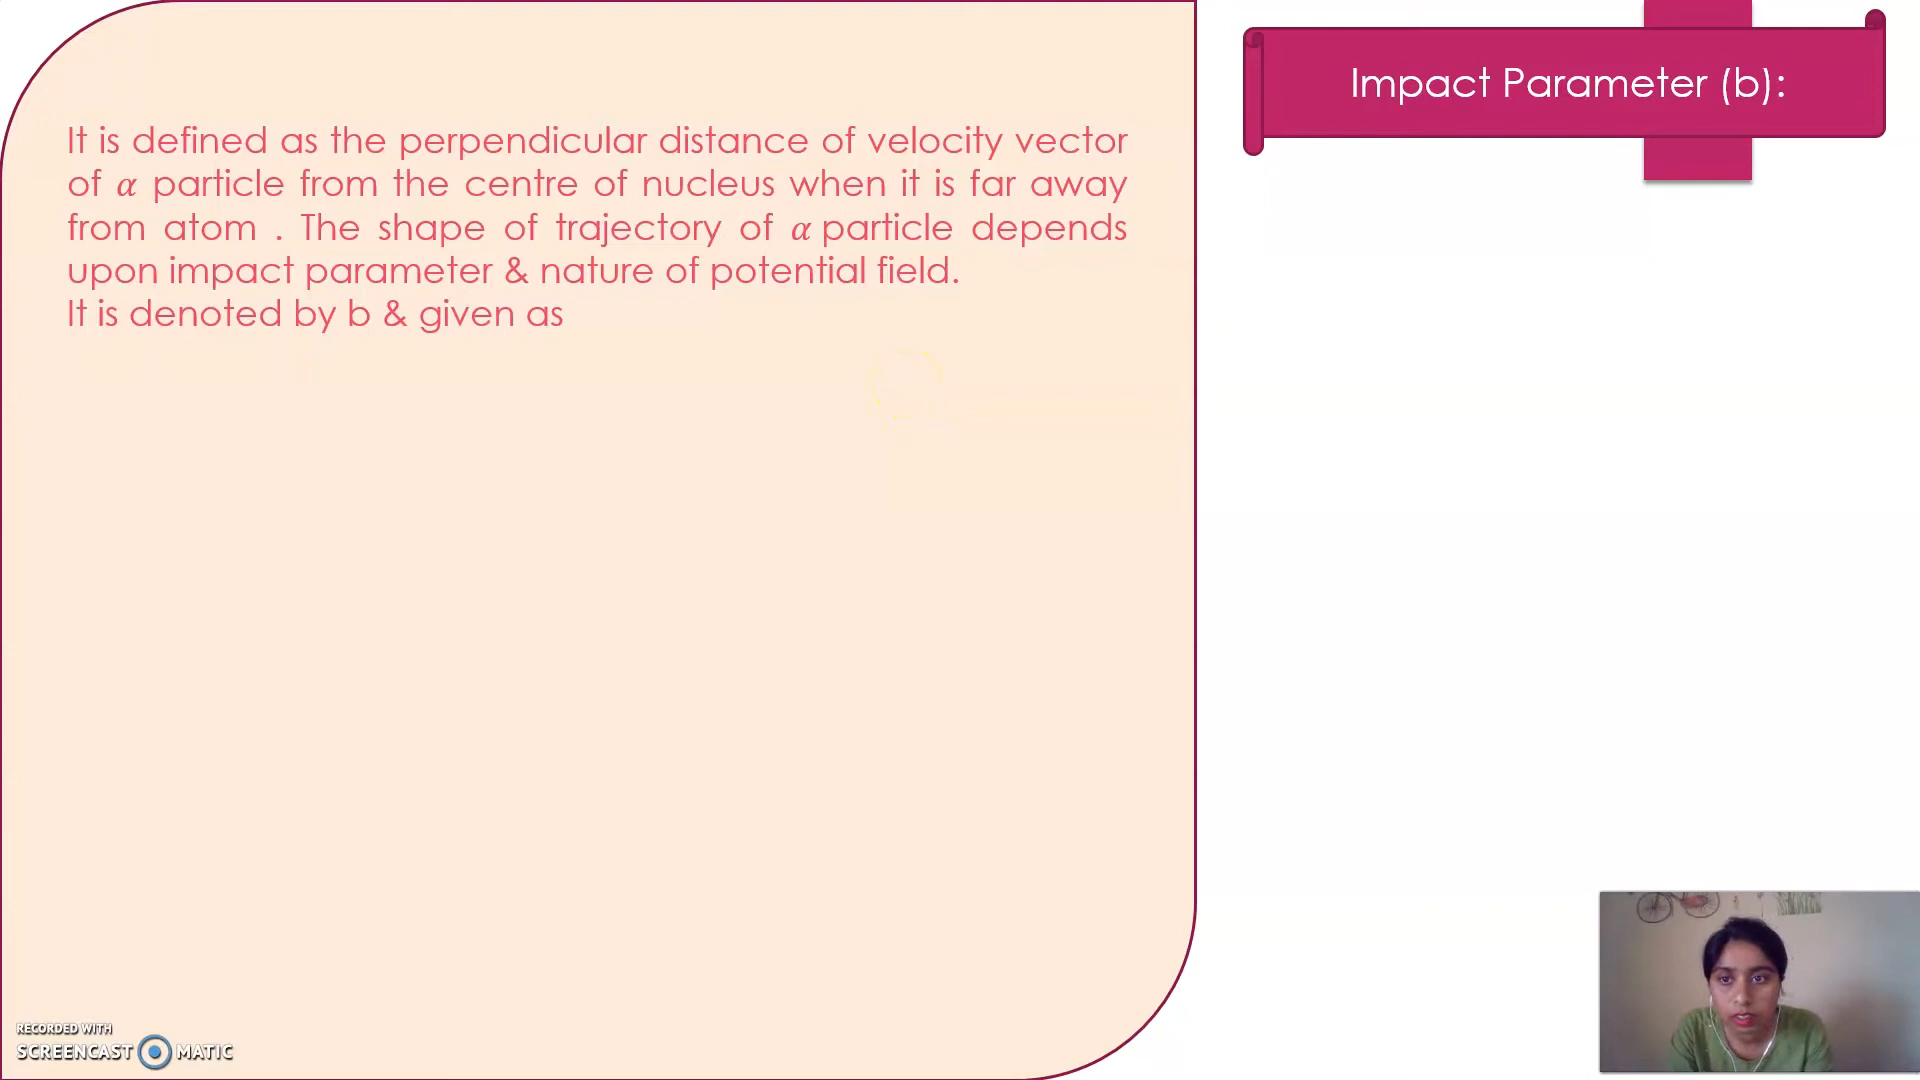 Impact Parameter (b):
It is defined as the perpendicular distance of velocity vector
of α particle from the centre of nucleus when it is far away
from atom . The shape of trajectory of α particle depends
upon impact parameter & nature of potential field.
It is denoted by b & given as
RECORDED WITH
SCREENCAST MATIC